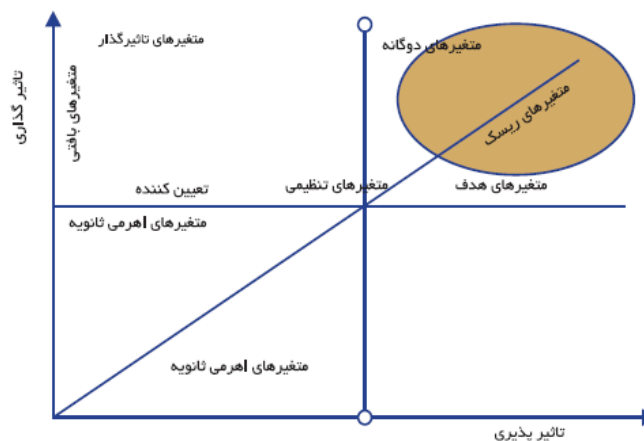 متغیرهای تاثیرگذار
متغیرهای دوگانه
تاثیر گذاری
متغیرهای بافتی
متغیرهای ریسک
تعیین کننده
متغیرهای تنظیمی
متغیرهای هدف
متغیرهای اهرمی ثانویه
متغیرهای اهرمی ثانویه
تاثیر پذیری